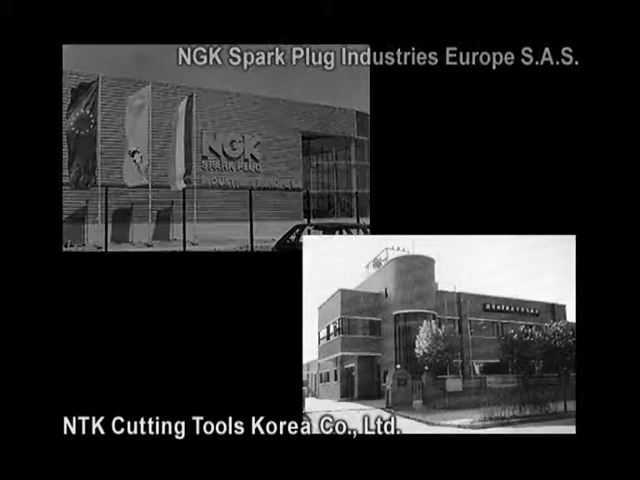 NGK Spark Plug Industries Europe S.A.S.
NGK
SPARK PLUG
NTK Cutting Tools Korea Co., Ltd.